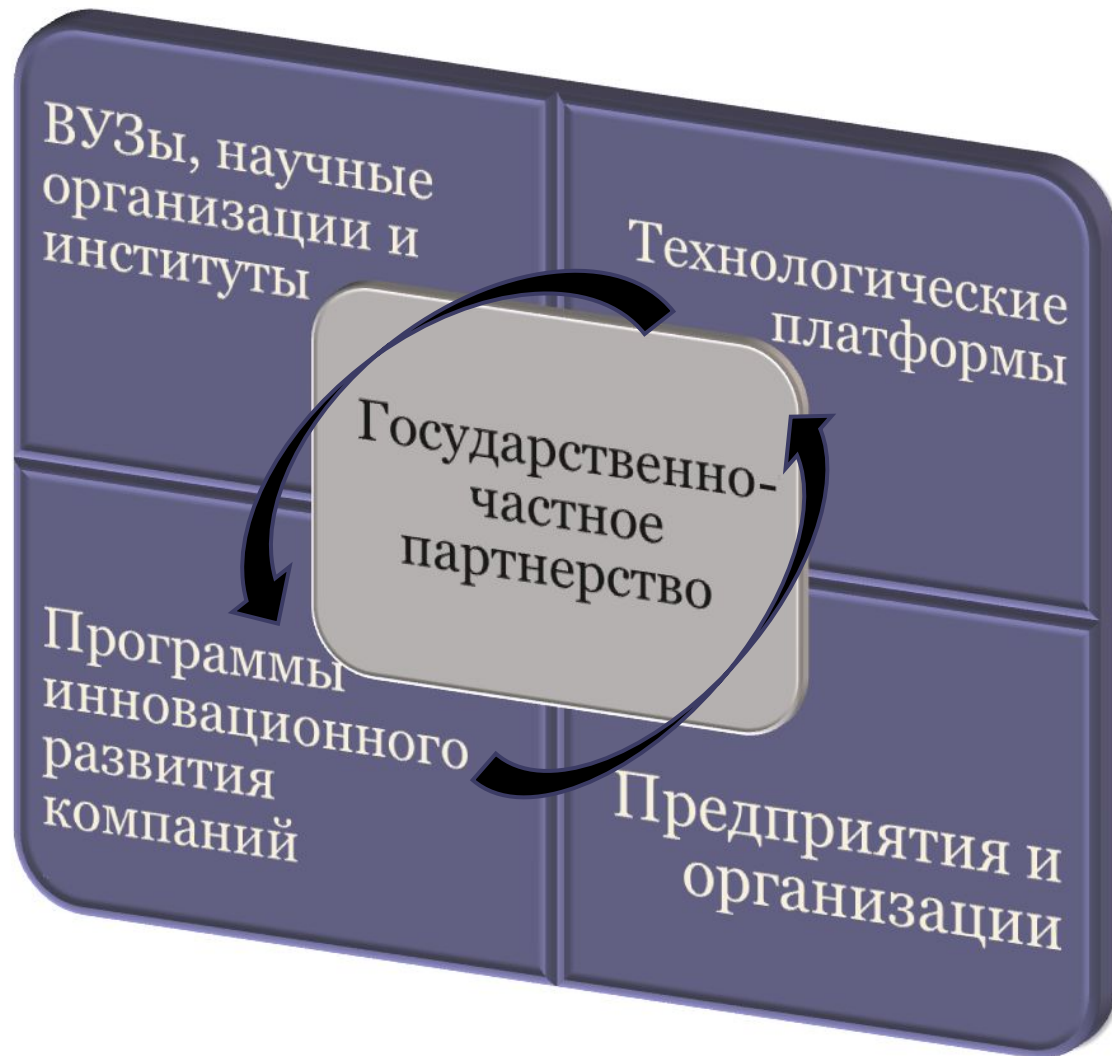 ВУЗы, научные
организации и
институты
Технологические
платформы
Государственно-
частное
партнерство
Программы
инновационного
развития
компаний
Предприятия и
организации